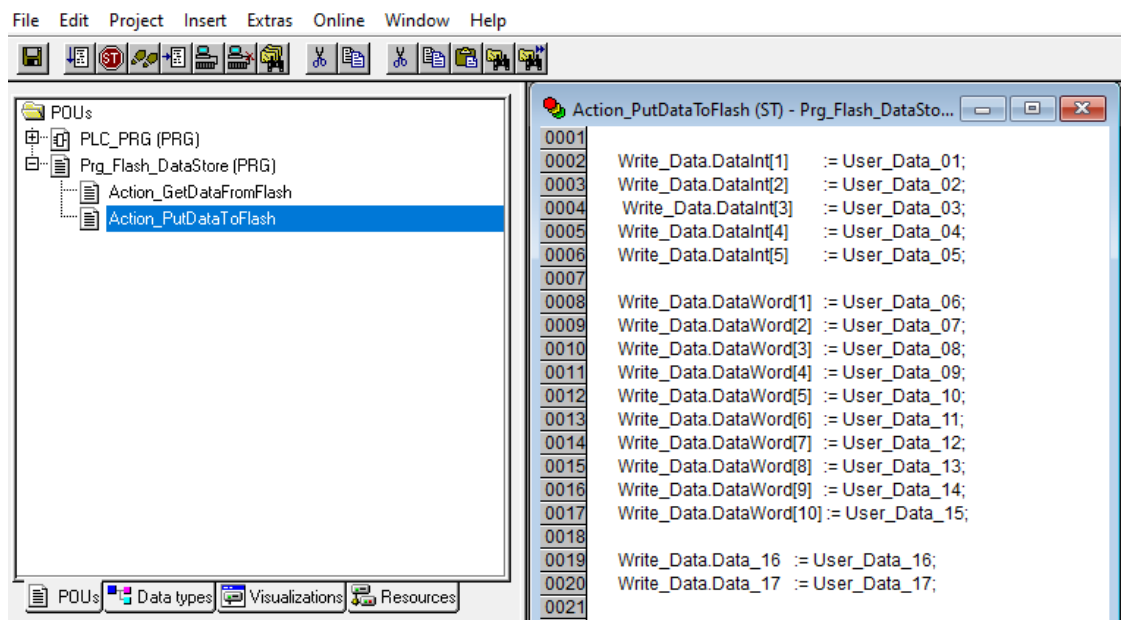 File Edit Project Insert Extras Online Window Help
STOP
POUs
PLC_PRG (PRG)
Prg_Flash_DataStore (PRG)
Action_GetDataFromFlash
Action_PutDataToFlash
POUs Data types Visualizations Resources
Action_PutDataToFlash (ST) - Prg_Flash_DataSto...
0001
0002 Write_Data.DataInt[1] := User_Data_01;
0003 Write_Data.DataInt[2] := User_Data_02;
0004 Write_Data.DataInt[3] := User_Data_03;
0005 Write_Data.DataInt[4] := User_Data_04;
0006 Write_Data.DataInt[5] := User_Data_05;
0007
0008 Write_Data.DataWord[1] := User_Data_06;
0009 Write_Data.DataWord[2] := User_Data_07;
0010 Write_Data.DataWord[3] := User_Data_08;
0011 Write_Data.DataWord[4] := User_Data_09;
0012 Write_Data.DataWord[5] := User_Data_10;
0013 Write_Data.DataWord[6] := User_Data_11;
0014 Write_Data.DataWord[7] := User_Data_12;
0015 Write_Data.DataWord[8] := User_Data_13;
0016 Write_Data.DataWord[9] := User_Data_14;
0017 Write_Data.DataWord[10] := User_Data_15;
0018
0019 Write_Data.Data_16 := User_Data_16;
0020 Write_Data.Data_17 := User_Data_17;
0021